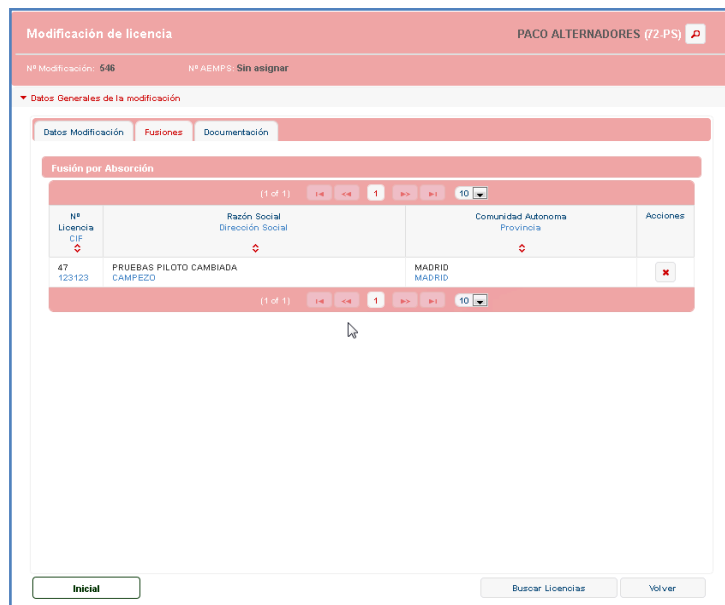 Modificación de licencia PACO ALTERNADORES (72-PS)
Nº Modificación: 546 Nº AEMPS: Sin asignar
Datos Generales de la modificación
Datos Modificación Fusiones Documentación
Fusión por Absorción
(1 of 1) 1 10
Nº Licencia CIF Razón Social Dirección Social Comunidad Autonoma Provincia Acciones
47 PRUEBAS PILOTO CAMBIADA MADRID
123123 CAMPEZO MADRID
(1 of 1) 1 10
Inicial Buscar Licencias Volver